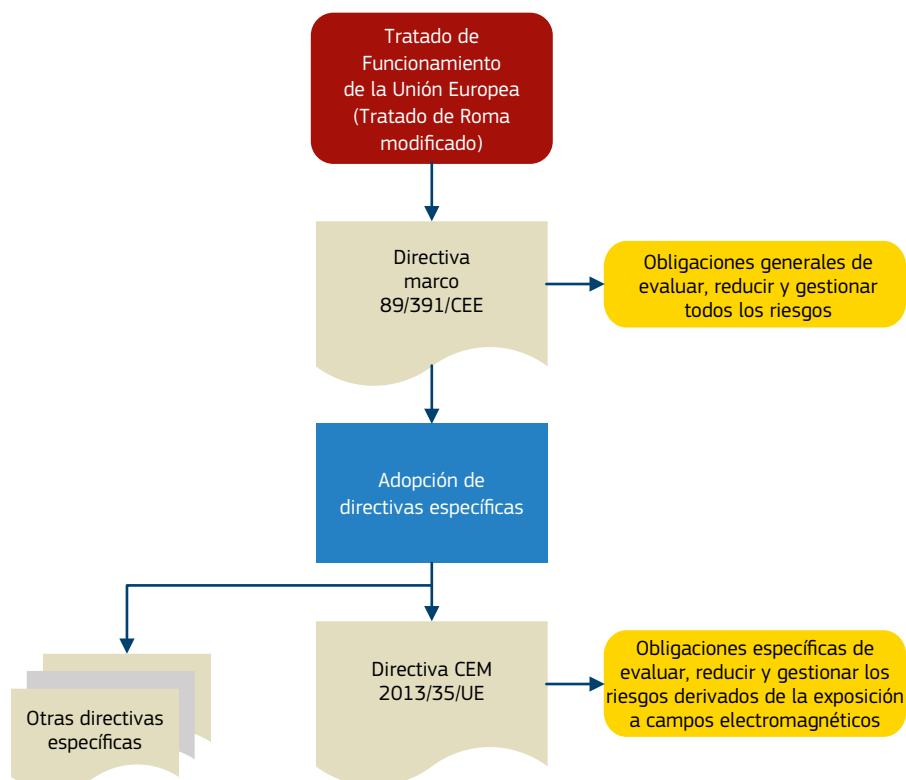 Tratado de
Funcionamiento
de la Unión Europea
(Tratado de Roma
modificado)
Directiva
marco
89/391/CEE
Obligaciones generales de
evaluar, reducir y gestionar
todos los riesgos
Adopción de
directivas específicas
Otras directivas
específicas
Directiva CEM
2013/35/UE
Obligaciones específicas de
evaluar, reducir y gestionar los
riesgos derivados de la exposición
a campos electromagnéticos